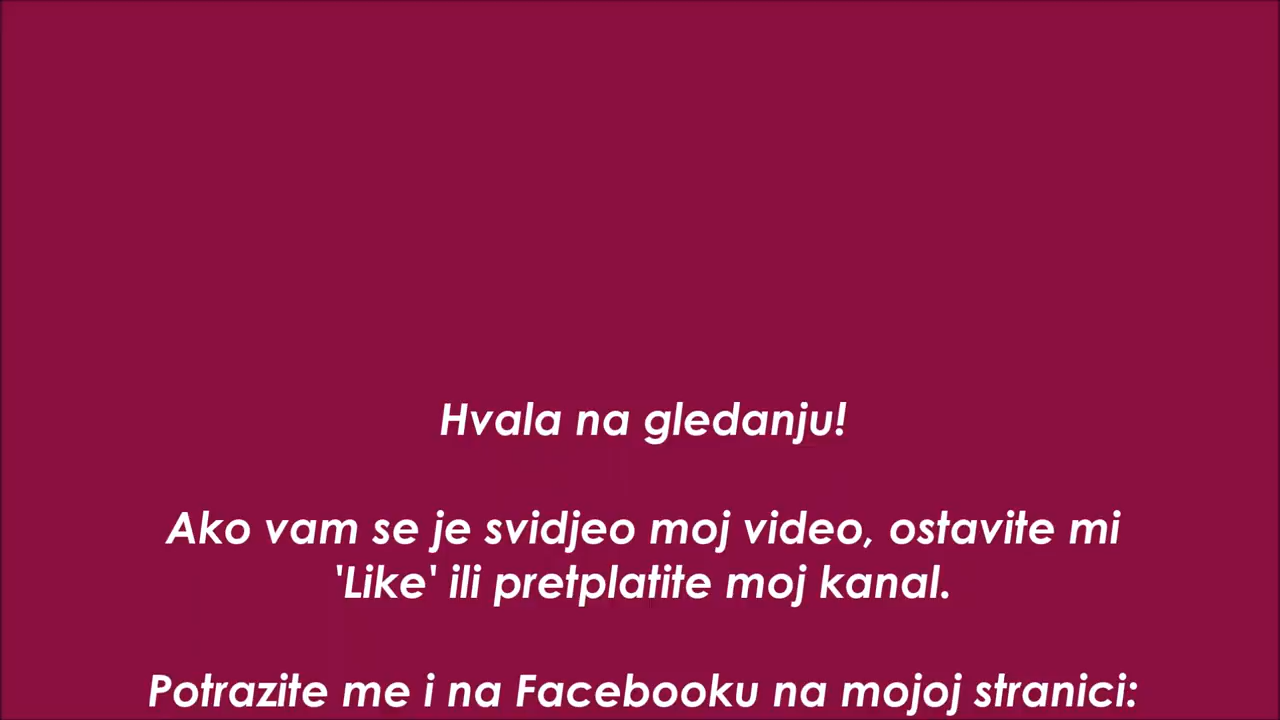 Hvala na gledanju!
Ako vam se je svidjeo moj video, ostavite mi
'Like' ili pretplatite moj kanal.
Potrazite me i na Facebooku na mojoj stranici: